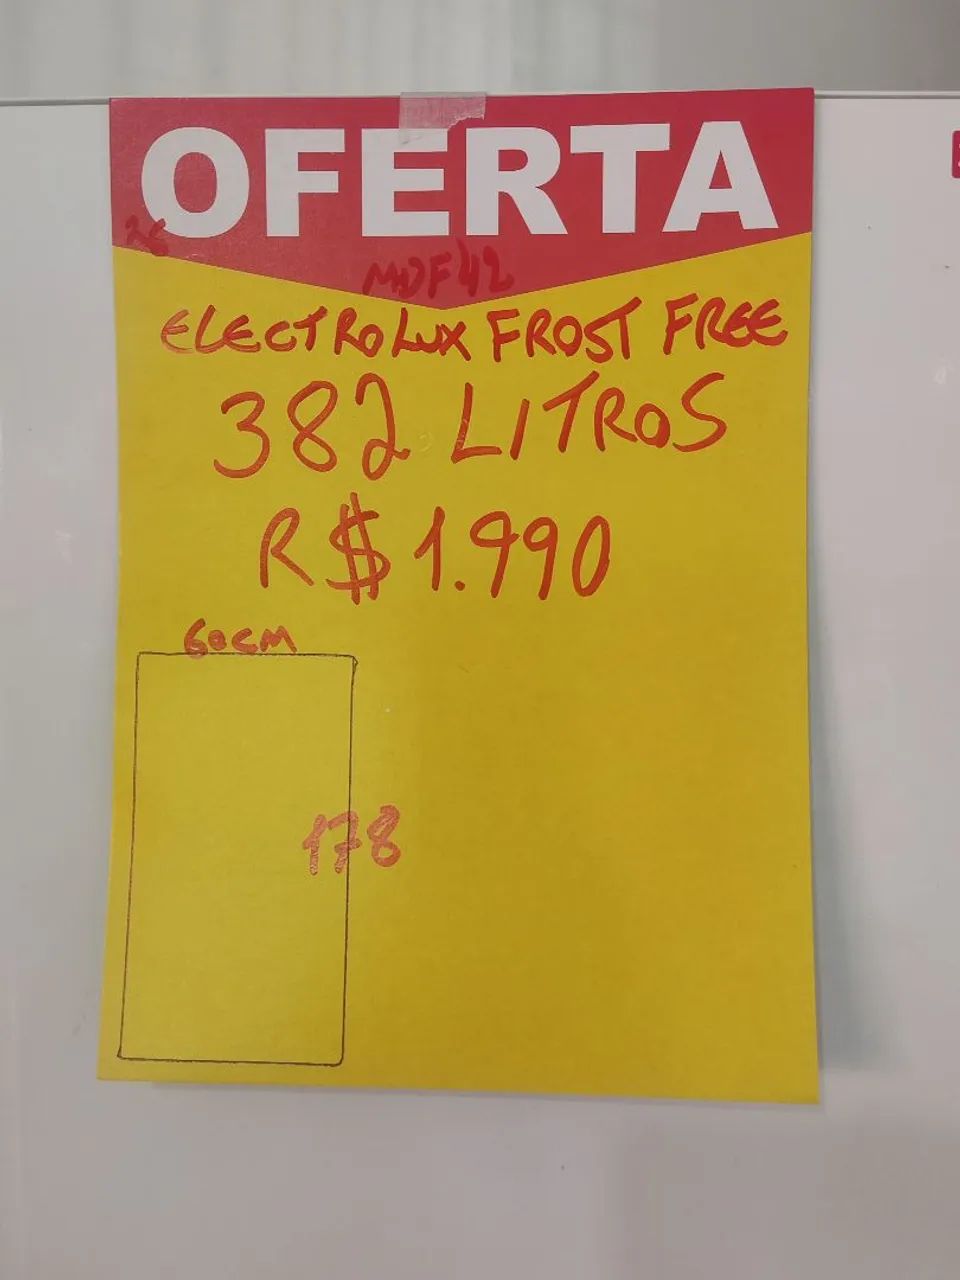 OFERTA
MDF42
ELECTROLUX FROST FREE
382 LITROS
R$ 1.990
60CM
178